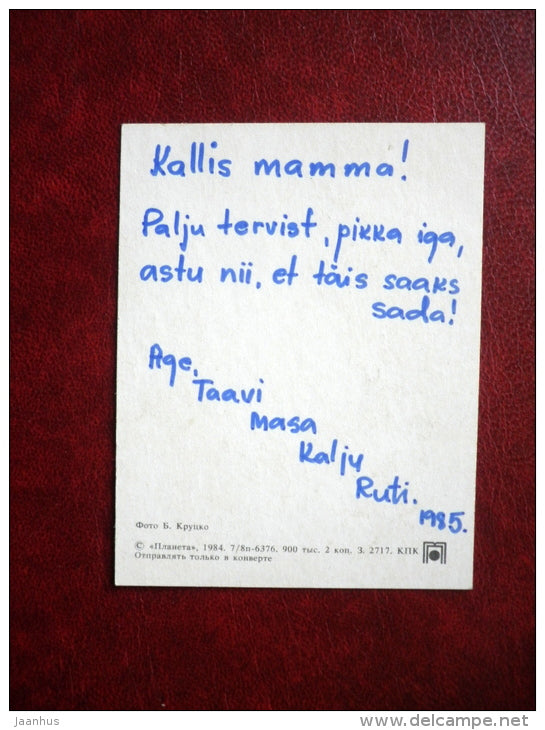 Kallis mamma!
Palju tervist, pikka iga,
astu nii, et täis saaks
sada!
Age,
Taavi
Masa
Kalju
Ruti.
1985.
Фото Б. Круцко
© «Планета», 1984. 7/8п-6376. 900 тыс. 2 коп. З. 2717. КПК
Отправлять только в конверте
Jaanhus
www.delcampe.net